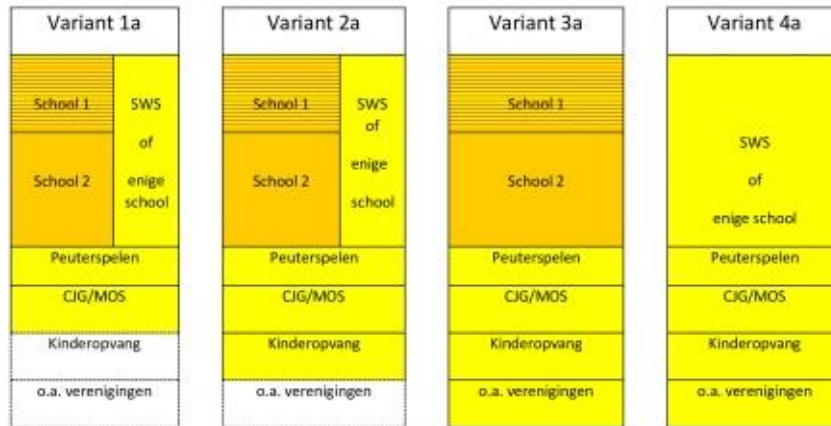 Variant 1a
School 1
SWS
of
enige
school
School 2
Peuterspelen
CJG/MOS
Kinderopvang
o.a. verenigingen
Variant 2a
School 1
SWS
of
enige
school
School 2
Peuterspelen
CJG/MOS
Kinderopvang
o.a. verenigingen
Variant 3a
School 1
School 2
Peuterspelen
CJG/MOS
Kinderopvang
o.a. verenigingen
Variant 4a
SWS
of
enige school
Peuterspelen
CJG/MOS
Kinderopvang
o.a. verenigingen